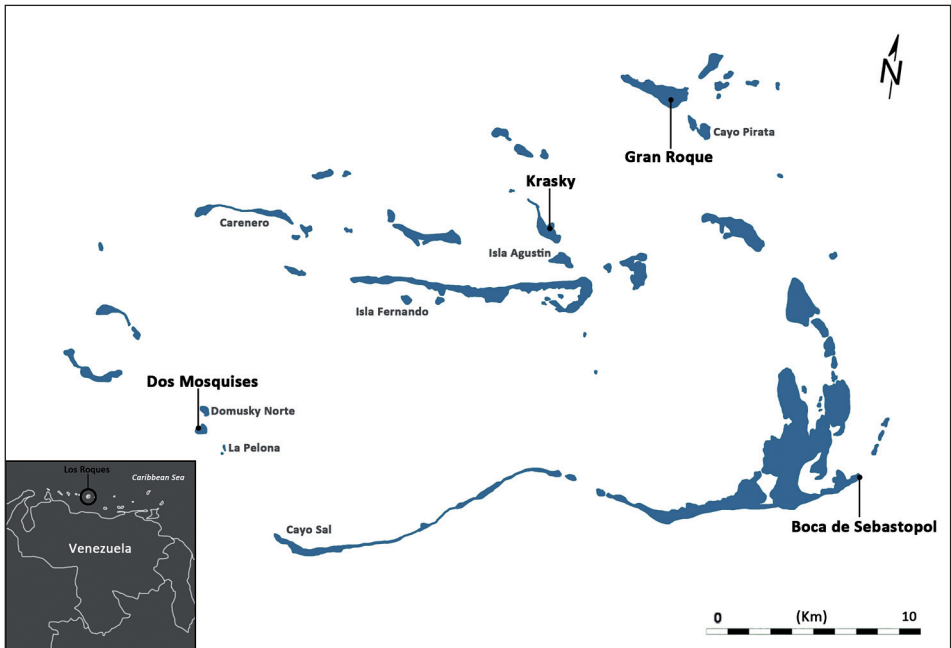 N
Cayo Pirata
Gran Roque
Krasky
Carenero
Isla Agustin
Isla Fernando
Dos Mosquises
Domusky Norte
La Pelona
Los Roques
Caribbean Sea
Venezuela
Cayo Sal
Boca de Sebastopol
0 (Km) 10